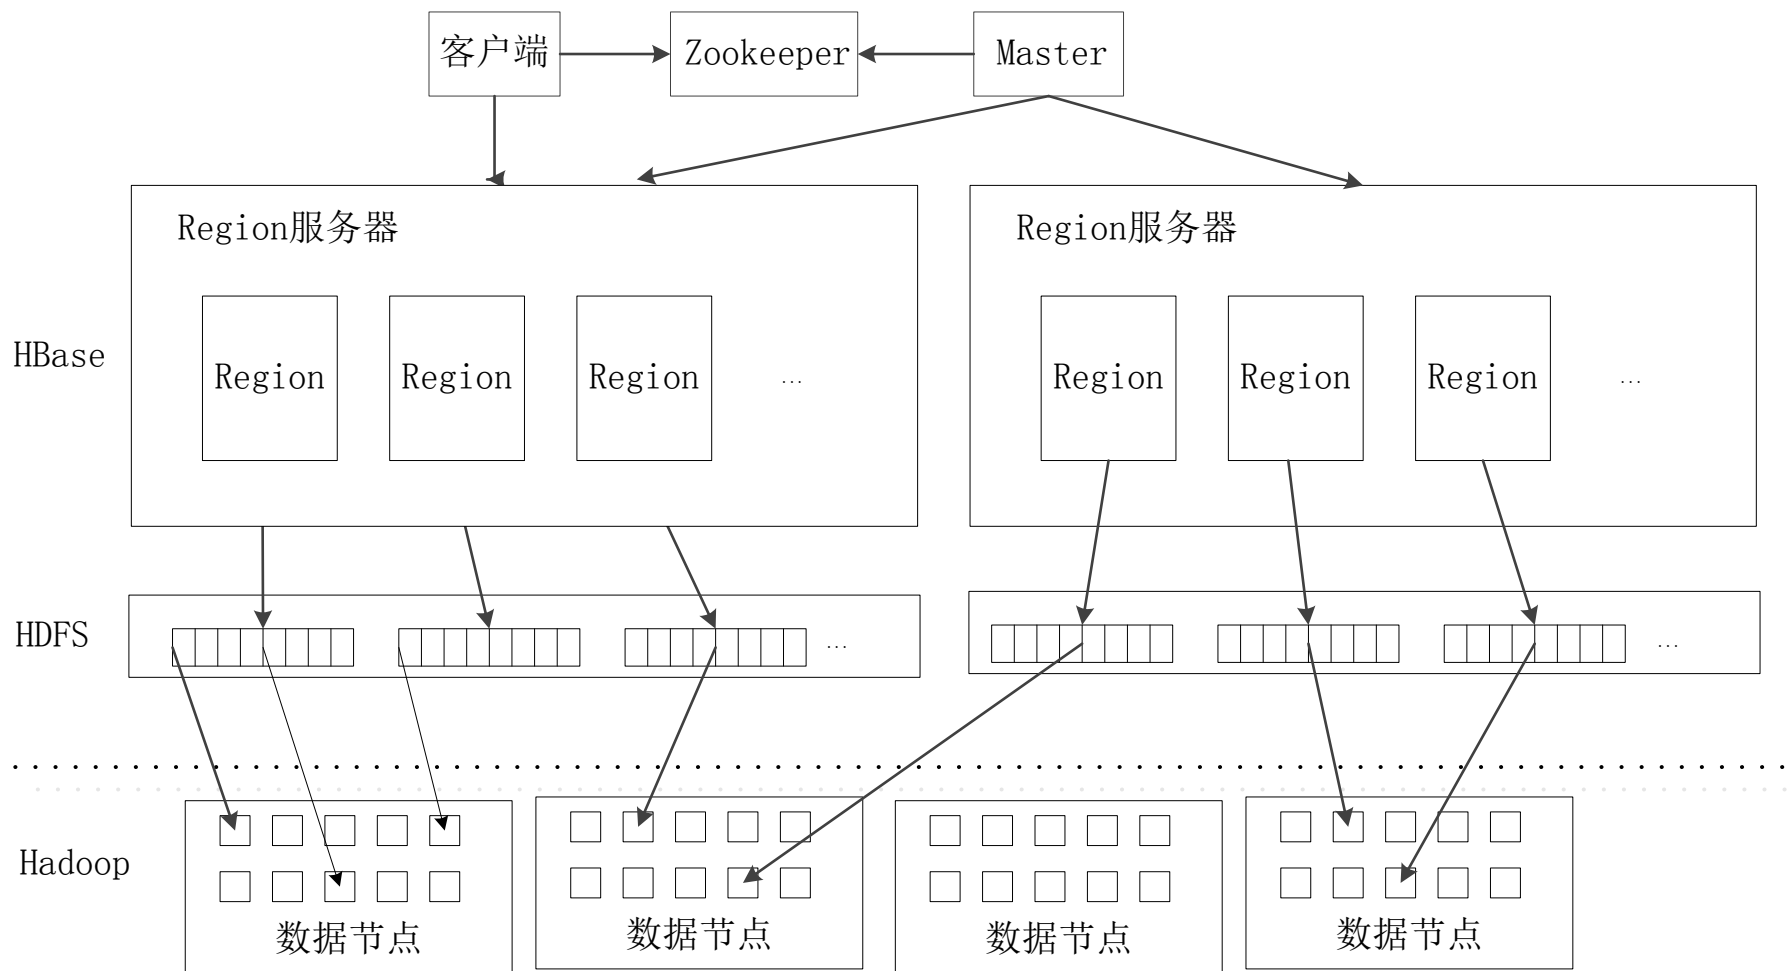 客户端 Zookeeper Master
Region服务器 Region服务器
HBase Region Region Region ... Region Region Region ...
HDFS ... ...
Hadoop
数据节点 数据节点 数据节点 数据节点